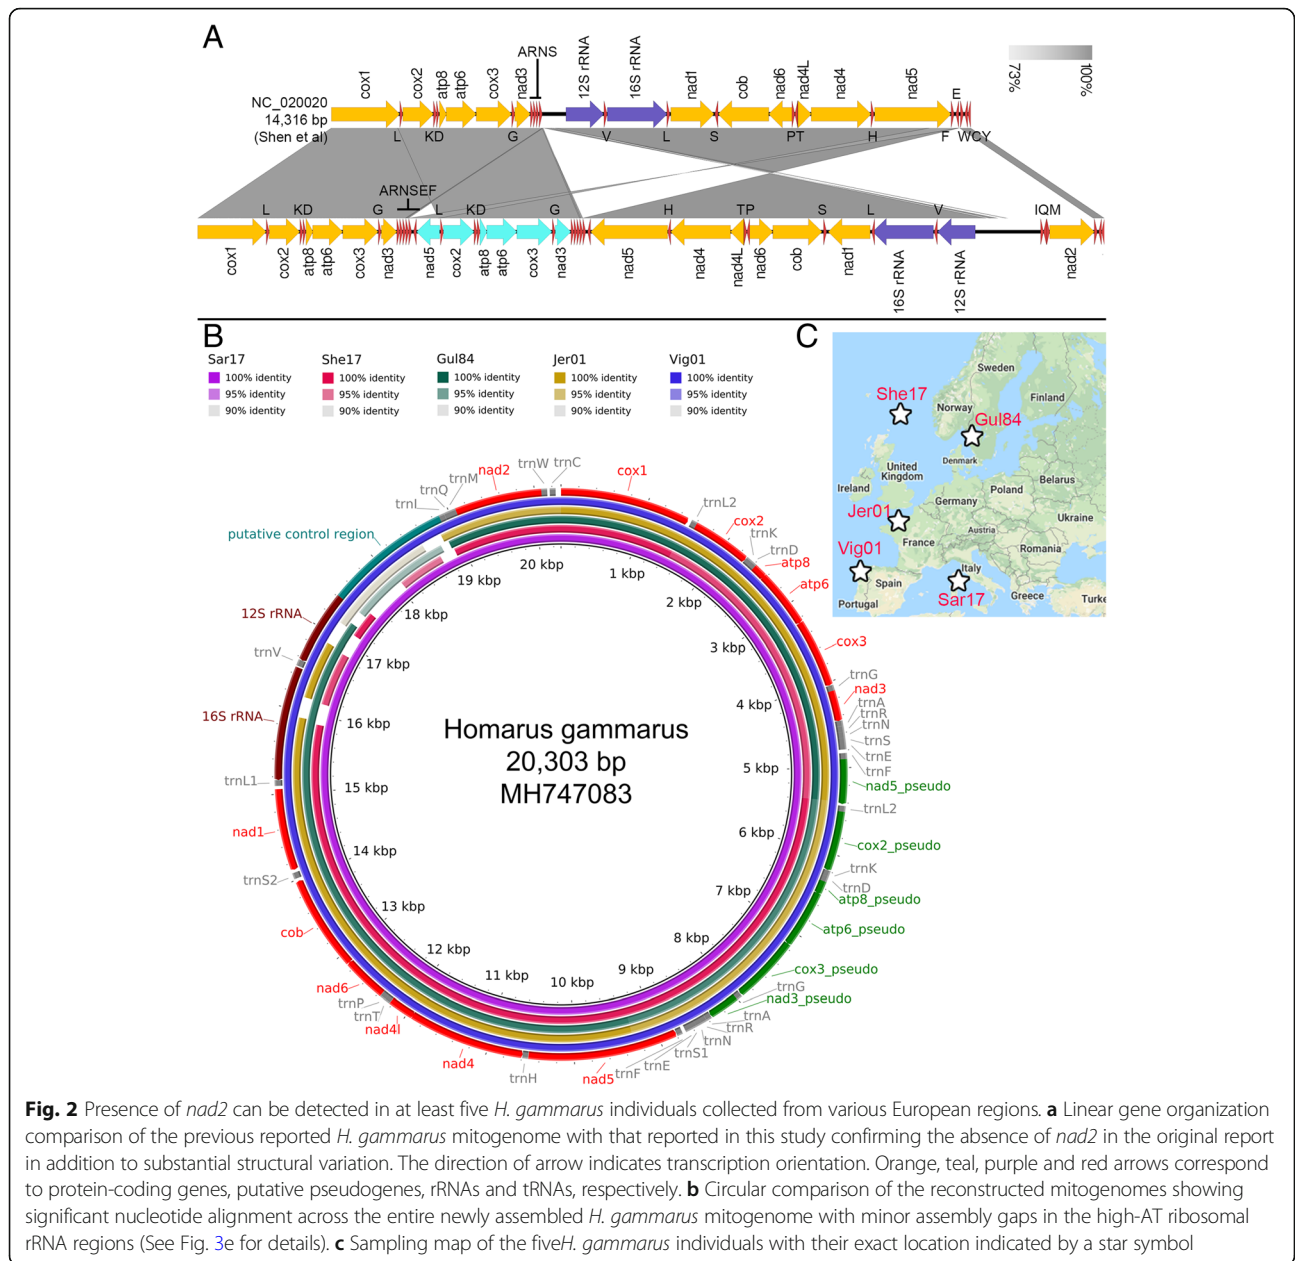 A
ARNS
cox1
cox2
atp8
atp6
cox3
nad3
12S rRNA
16S rRNA
nad1
cob
nad6
nad4L
nad4
nad5
E
73%
100%
NC_020020
14,316 bp
(Shen et al)
L KD G V L S PT H F WCY
ARNSEF
L KD G L KD G H TP S L V IQM
cox1
cox2
atp8
atp6
cox3
nad3
nad5
cox2
atp8
atp6
cox3
nad3
nad5
nad4
nad4L
nad6
cob
nad1
16S rRNA
12S rRNA
nad2
B
Sar17 She17 Gul84 Jer01 Vig01
100% identity 100% identity 100% identity 100% identity 100% identity
95% identity 95% identity 95% identity 95% identity 95% identity
90% identity 90% identity 90% identity 90% identity 90% identity
trnI
trnQ
trnM
nad2
trnW
trnC
cox1
trnL2
cox2
trnK
trnD
atp8
atp6
cox3
trnG
nad3
trnA
trnR
trnN
trnS
trnE
trnF
nad5_pseudo
trnL2
cox2_pseudo
trnK
trnD
atp8_pseudo
atp6_pseudo
cox3_pseudo
trnG
nad3_pseudo
trnA
trnR
trnN
trnS1
trnE
trnF
nad5
trnH
nad4
nad4l
trnT
trnP
nad6
cob
trnS2
nad1
trnL1
16S rRNA
trnV
12S rRNA
putative control region
1 kbp
2 kbp
3 kbp
4 kbp
5 kbp
6 kbp
7 kbp
8 kbp
9 kbp
10 kbp
11 kbp
12 kbp
13 kbp
14 kbp
15 kbp
16 kbp
17 kbp
18 kbp
19 kbp
20 kbp
Homarus gammarus
20,303 bp
MH747083
C
Sweden
Finland
She17
Norway
Gul84
Denmark
United
Kingdom
Ireland
Belarus
Poland
Germany
Jer01
Ukraine
Austria
France
Romania
Vig01
Italy
Spain
Sar17
Greece
Turke
Portugal
Fig. 2 Presence of nad2 can be detected in at least five H. gammarus individuals collected from various European regions. a Linear gene organization
comparison of the previous reported H. gammarus mitogenome with that reported in this study confirming the absence of nad2 in the original report
in addition to substantial structural variation. The direction of arrow indicates transcription orientation. Orange, teal, purple and red arrows correspond
to protein-coding genes, putative pseudogenes, rRNAs and tRNAs, respectively. b Circular comparison of the reconstructed mitogenomes showing
significant nucleotide alignment across the entire newly assembled H. gammarus mitogenome with minor assembly gaps in the high-AT ribosomal
rRNA regions (See Fig. 3e for details). c Sampling map of the fiveH. gammarus individuals with their exact location indicated by a star symbol